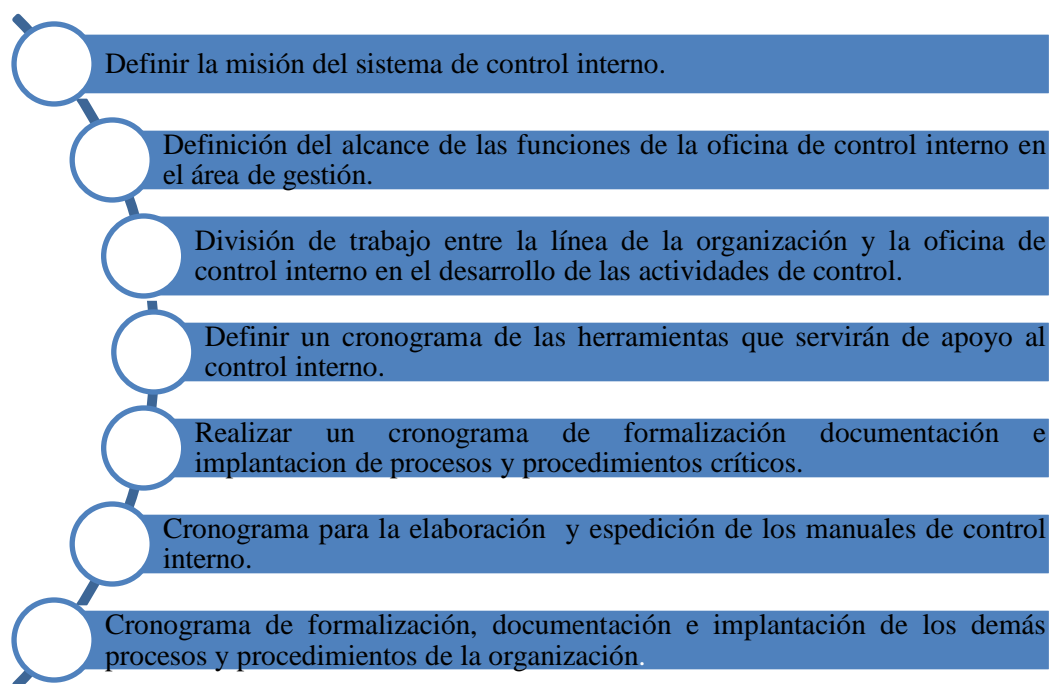 Definir la misión del sistema de control interno.
Definición del alcance de las funciones de la oficina de control interno en
el área de gestión.
División de trabajo entre la línea de la organización y la oficina de
control interno en el desarrollo de las actividades de control.
Definir un cronograma de las herramientas que servirán de apoyo al
control interno.
Realizar un cronograma de formalización documentación e
implantacion de procesos y procedimientos críticos.
Cronograma para la elaboración y espedición de los manuales de control
interno.
Cronograma de formalización, documentación e implantación de los demás
procesos y procedimientos de la organización.